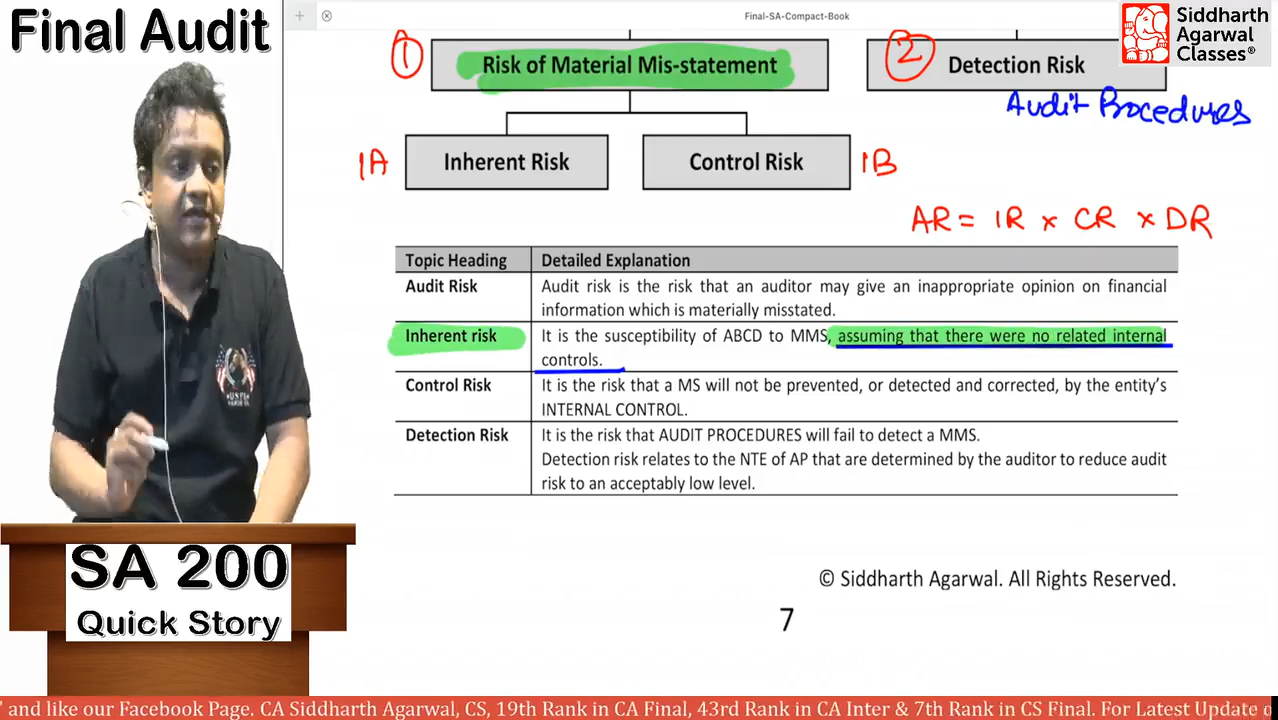 Final Audit
Final-SA-Compact-Book
Siddharth
Agarwal
Classes®
1
Risk of Material Mis-statement
2
Detection Risk
Audit Procedures
1A
Inherent Risk
Control Risk
1B
AR = IR × CR × DR
Topic Heading Detailed Explanation
Audit Risk Audit risk is the risk that an auditor may give an inappropriate opinion on financial
information which is materially misstated.
Inherent risk It is the susceptibility of ABCD to MMS, assuming that there were no related internal
controls.
Control Risk It is the risk that a MS will not be prevented, or detected and corrected, by the entity's
INTERNAL CONTROL.
Detection Risk It is the risk that AUDIT PROCEDURES will fail to detect a MMS.
Detection risk relates to the NTE of AP that are determined by the auditor to reduce audit
risk to an acceptably low level.
© Siddharth Agarwal. All Rights Reserved.
7
SA 200
Quick Story
' and like our Facebook Page. CA Siddharth Agarwal, CS, 19th Rank in CA Final, 43rd Rank in CA Inter & 7th Rank in CS Final. For Latest Update